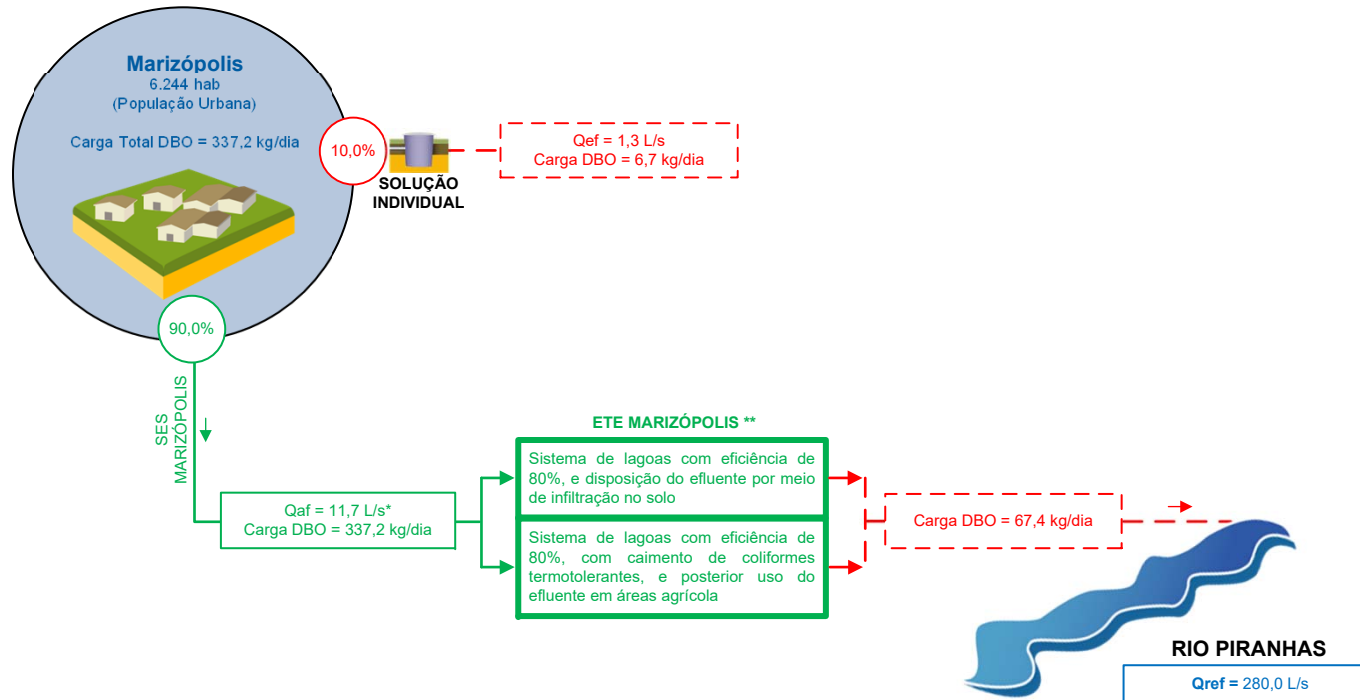 Marizópolis
6.244 hab
(População Urbana)
Carga Total DBO = 337,2 kg/dia
10,0%
SOLUÇÃO
INDIVIDUAL
Qef = 1,3 L/s
Carga DBO = 6,7 kg/dia
90,0%
SES
MARIZÓPOLIS
Qaf = 11,7 L/s*
Carga DBO = 337,2 kg/dia
ETE MARIZÓPOLIS **
Sistema de lagoas com eficiência de
80%, e disposição do efluente por meio
de infiltração no solo
Sistema de lagoas com eficiência de
80%, com caimento de coliformes
termotolerantes, e posterior uso do
efluente em áreas agrícola
Carga DBO = 67,4 kg/dia
RIO PIRANHAS
Qref = 280,0 L/s